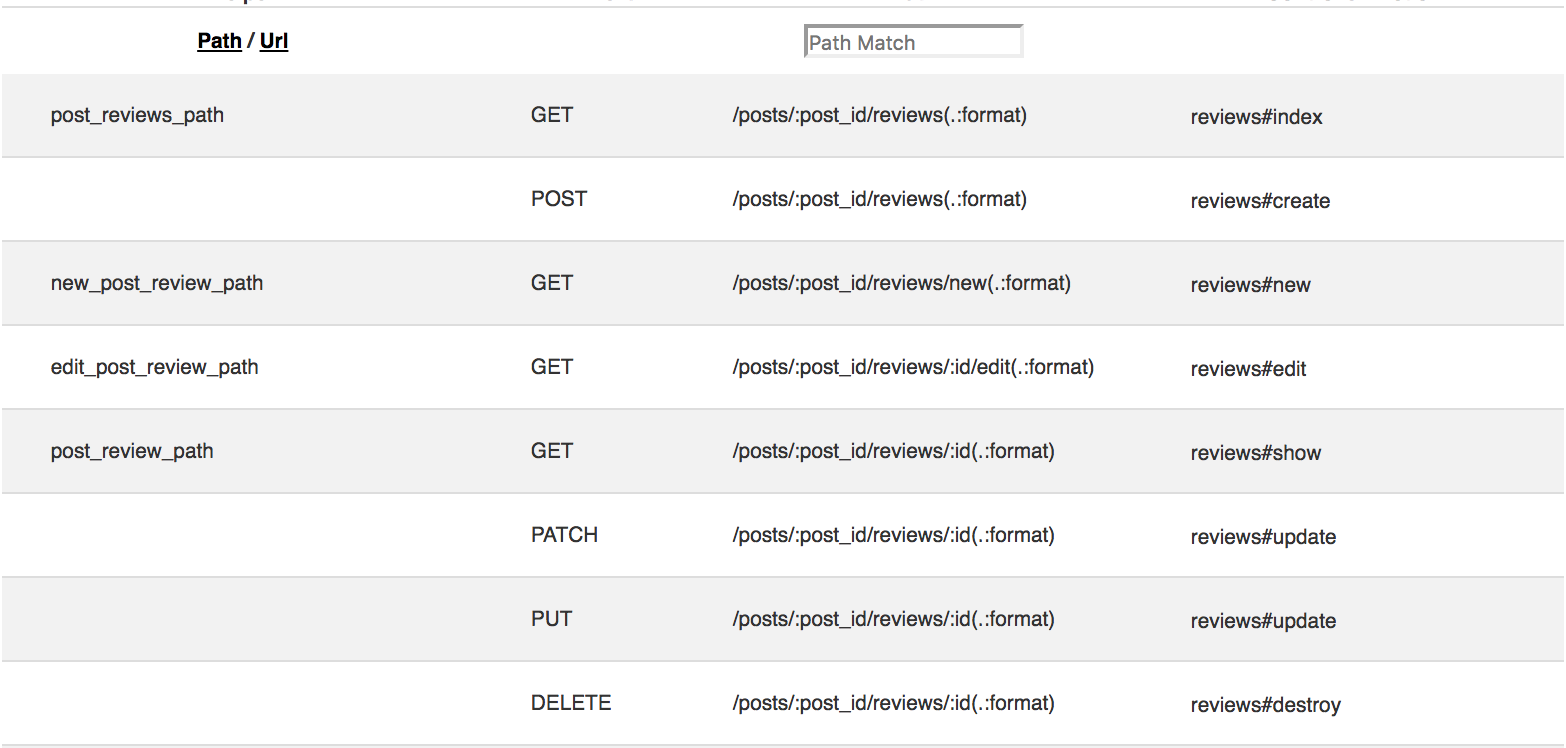 Path / Url
Path Match
post_reviews_path GET /posts/:post_id/reviews(.:format) reviews#index
POST /posts/:post_id/reviews(.:format) reviews#create
new_post_review_path GET /posts/:post_id/reviews/new(.:format) reviews#new
edit_post_review_path GET /posts/:post_id/reviews/:id/edit(.:format) reviews#edit
post_review_path GET /posts/:post_id/reviews/:id(.:format) reviews#show
PATCH /posts/:post_id/reviews/:id(.:format) reviews#update
PUT /posts/:post_id/reviews/:id(.:format) reviews#update
DELETE /posts/:post_id/reviews/:id(.:format) reviews#destroy